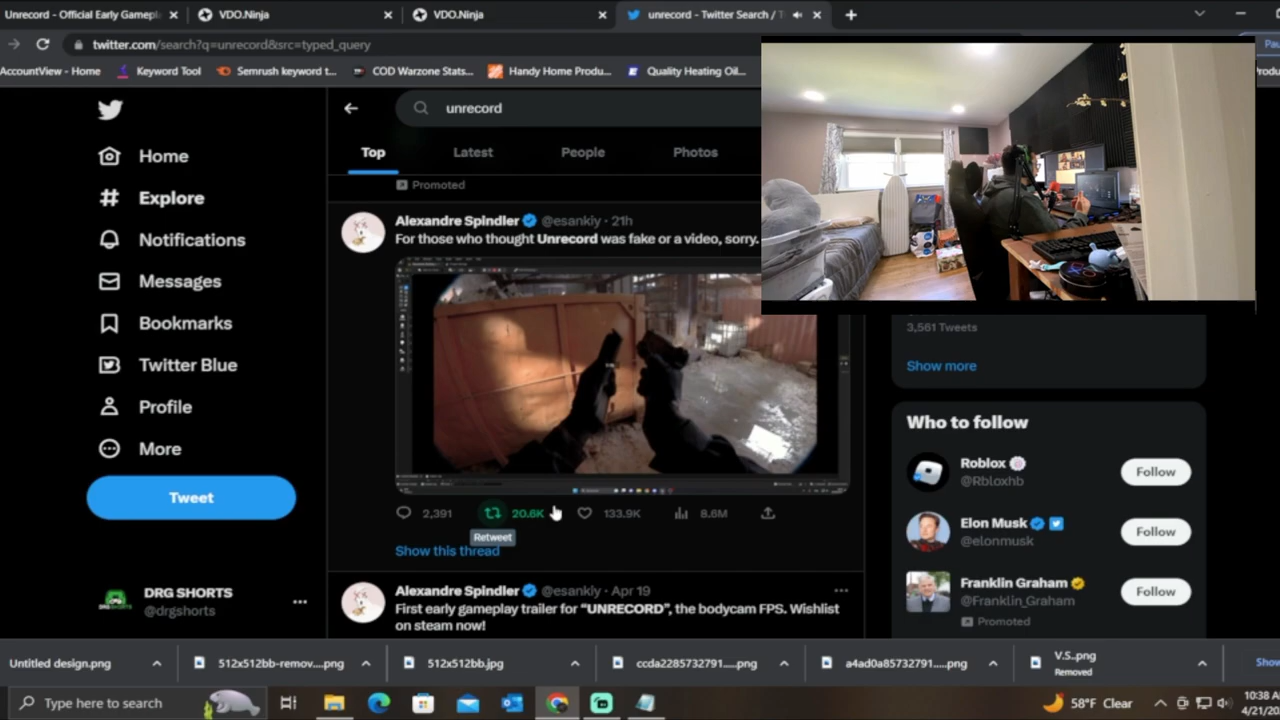 Unrecord - Official Early Gamepl
VDO.Ninja
VDO.Ninja
unrecord - Twitter Search / T
twitter.com/search?q=unrecord&src=typed_query
AccountView - Home
Keyword Tool
Semrush keyword t...
COD Warzone Stats...
Handy Home Produ...
Quality Heating Oil...
Produ
Home
Explore
Notifications
Messages
Bookmarks
Twitter Blue
Profile
More
Tweet
DRG SHORTS
@drgshorts
unrecord
Top
Latest
People
Photos
Promoted
Alexandre Spindler @esankiy · 21h
For those who thought Unrecord was fake or a video, sorry.
2,391
20.6K
133.9K
8.6M
Retweet
Show this thread
Alexandre Spindler @esankiy · Apr 19
First early gameplay trailer for “UNRECORD”, the bodycam FPS. Wishlist
on steam now!
3,561 Tweets
Show more
Who to follow
Roblox
@Rbloxhb
Follow
Elon Musk
@elonmusk
Follow
Franklin Graham
@Franklin_Graham
Follow
Promoted
Untitled design.png
512x512bb-remov....png
512x512bb.jpg
ccda2285732791.....png
a4ad0a85732791.....png
V.S..png
Removed
Show
Type here to search
58°F Clear
10:38 A
4/21/20